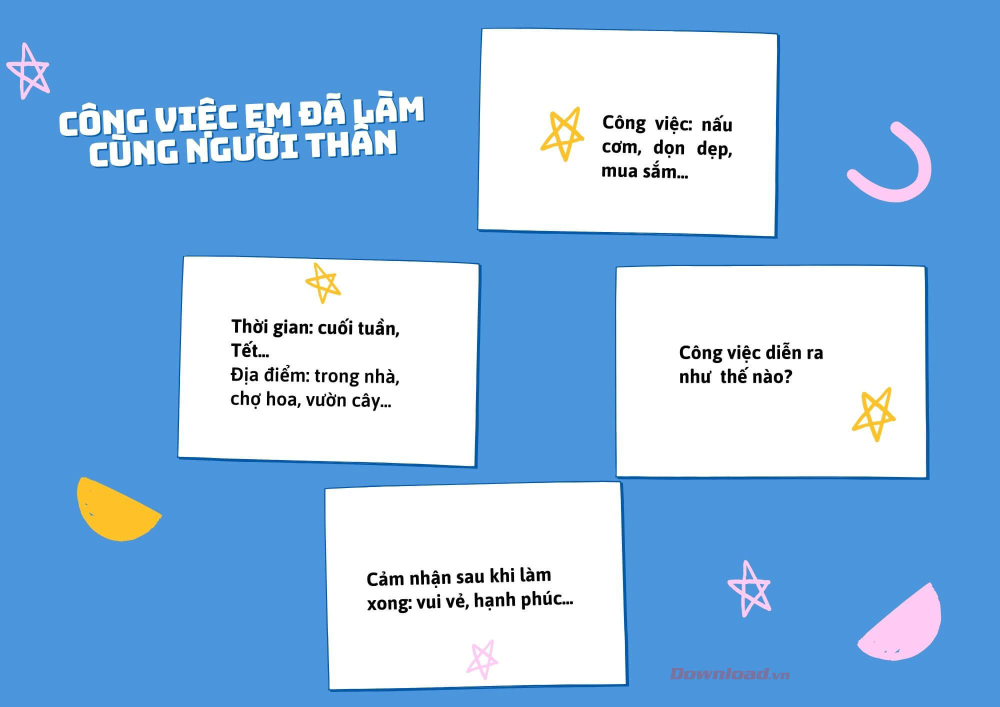 CÔNG VIỆC EM ĐÃ LÀM
CÙNG NGƯỜI THÂN
Công việc: nấu
cơm, dọn dẹp,
mua sắm...
Thời gian: cuối tuần,
Tết...
Địa điểm: trong nhà,
chợ hoa, vườn cây...
Công việc diễn ra
như thế nào?
Cảm nhận sau khi làm
xong: vui vẻ, hạnh phúc...
Download.vn